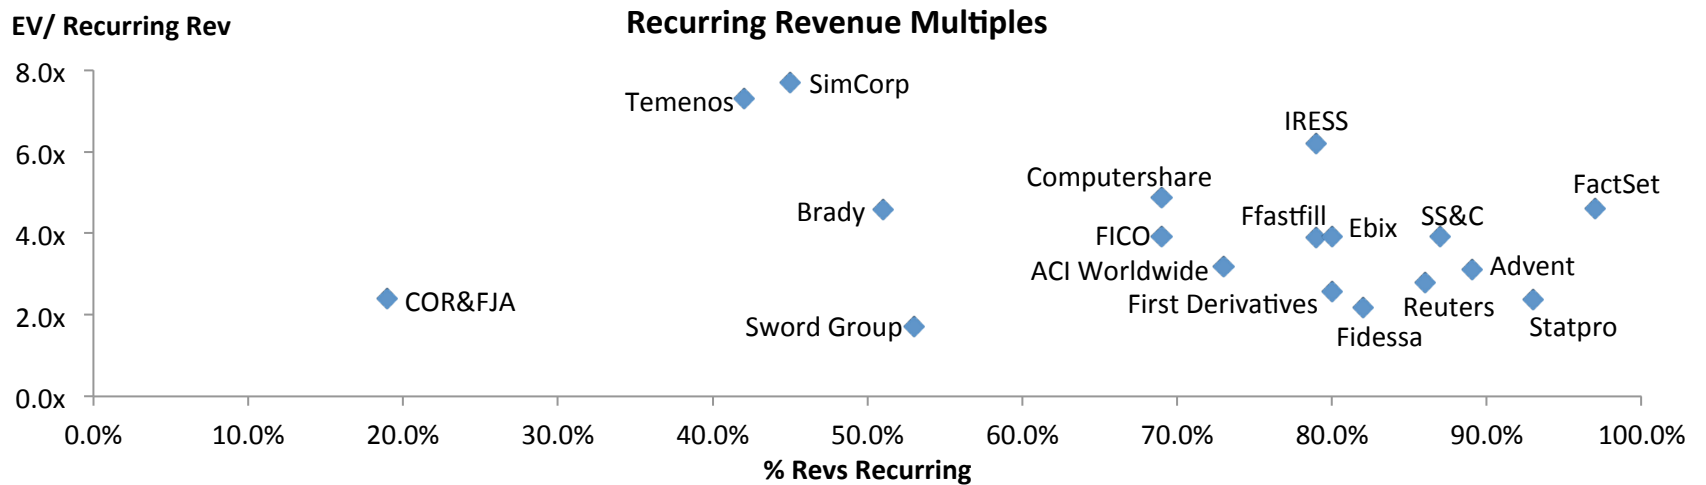 EV/ Recurring Rev
Recurring Revenue Multiples
8.0x
6.0x
4.0x
2.0x
0.0x
Temenos
SimCorp
IRESS
Computershare
FactSet
Brady
Ffastfill
Ebix
SS&C
FICO
ACI Worldwide
Advent
COR&FJA
First Derivatives
Reuters
Sword Group
Fidessa
Statpro
0.0%
10.0%
20.0%
30.0%
40.0%
50.0%
60.0%
70.0%
80.0%
90.0%
100.0%
% Revs Recurring